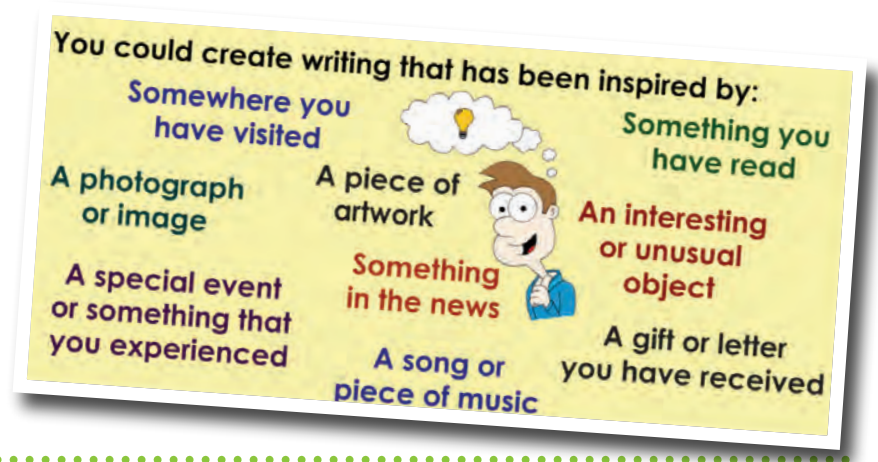 You could create writing that has been inspired by:
Somewhere you
have visited
Something you
have read
A photograph
or image
A piece of
artwork
An interesting
or unusual
object
A special event
or something that
you experienced
Something
in the news
A gift or letter
you have received
A song or
piece of music